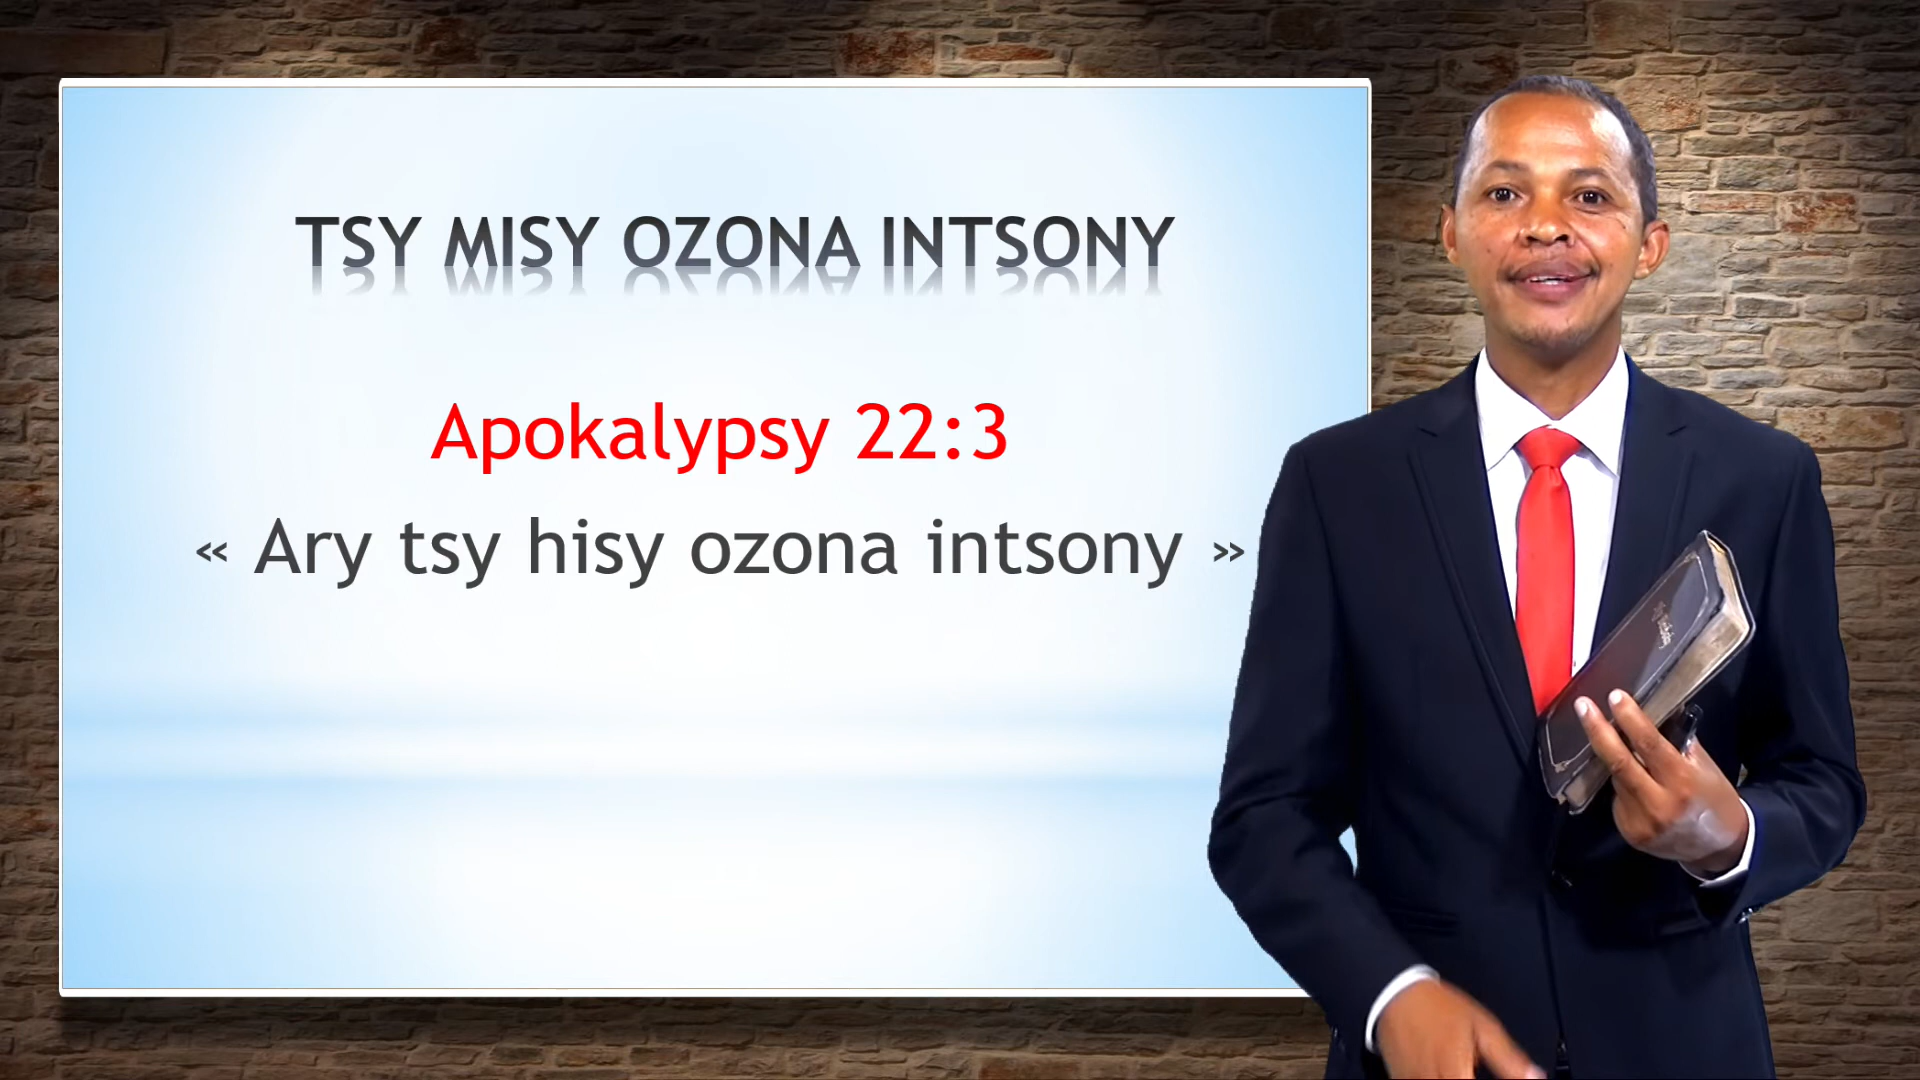 TSY MISY OZONA INTSONY
Apokalypsy 22:3
« Ary tsy hisy ozona intsony »